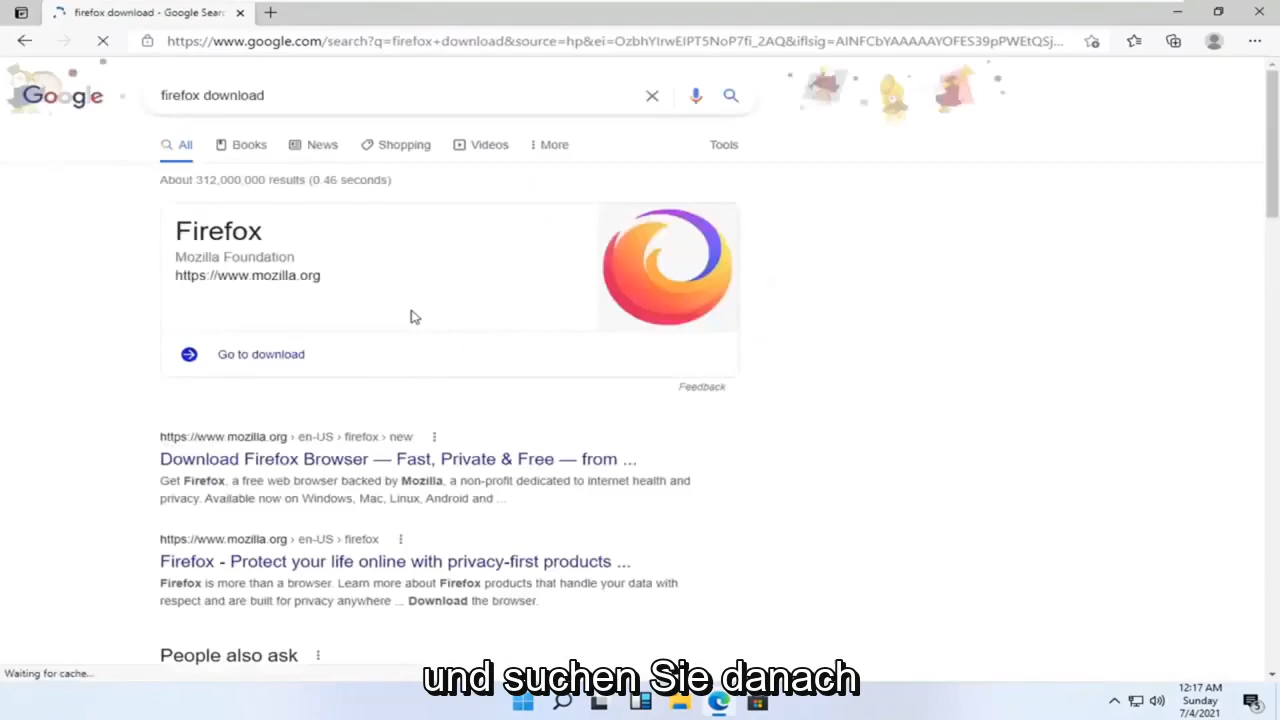 firefox download - Google Sear
https://www.google.com/search?q=firefox+download&source=hp&ei=OzbhYIrwEIPT5NoP7fi_2AQ&iflsig=AINFCbYAAAAAYOFES39pPWEtQSj...
Google
firefox download
All Books News Shopping Videos More Tools
About 312,000,000 results (0.46 seconds)
Firefox
Mozilla Foundation
https://www.mozilla.org
Go to download
Feedback
https://www.mozilla.org › en-US › firefox › new
Download Firefox Browser — Fast, Private & Free — from ...
Get Firefox, a free web browser backed by Mozilla, a non-profit dedicated to internet health and
privacy. Available now on Windows, Mac, Linux, Android and ...
https://www.mozilla.org › en-US › firefox
Firefox - Protect your life online with privacy-first products ...
Firefox is more than a browser. Learn more about Firefox products that handle your data with
respect and are built for privacy anywhere ... Download the browser.
People also ask
Waiting for cache...
und suchen Sie danach
12:17 AM
Sunday
7/4/2021
5